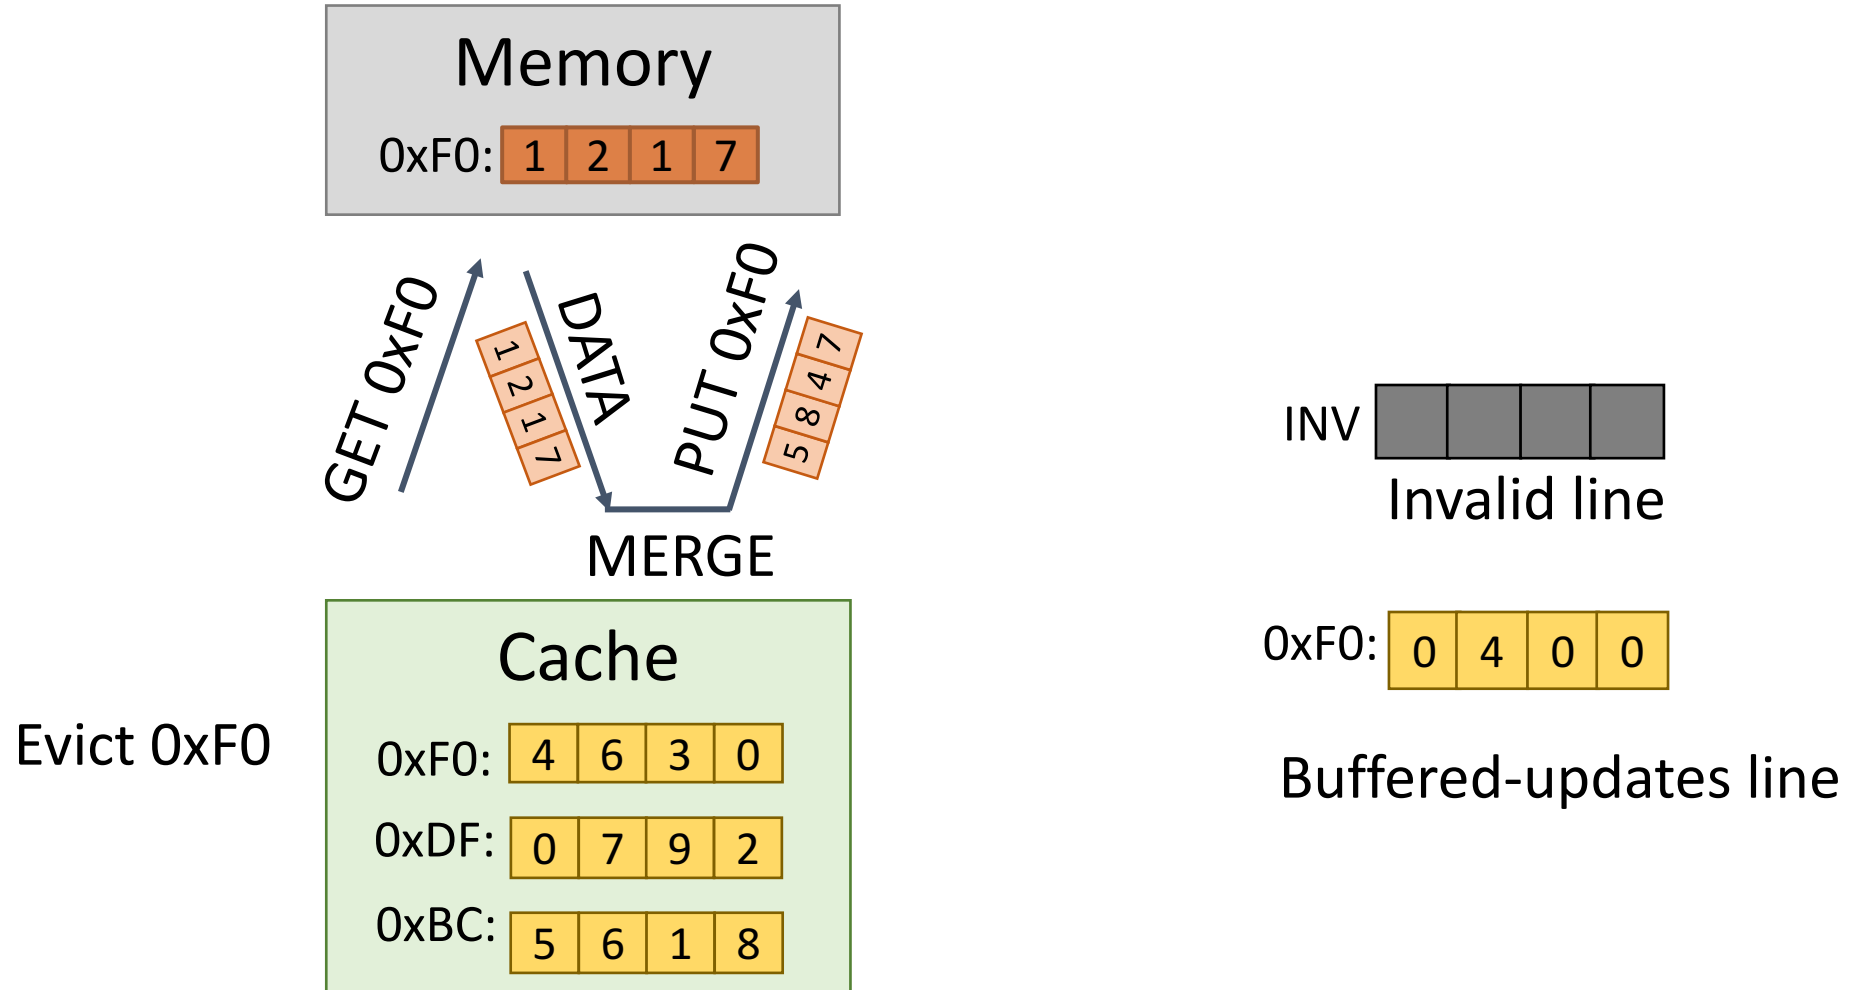 Memory
0xF0: 1 2 1 7
GET 0xF0
1 2 1 7
DATA
PUT 0xF0
5 8 4 7
MERGE
Cache
Evict 0xF0
0xF0: 4 6 3 0
0xDF: 0 7 9 2
0xBC: 5 6 1 8
INV
Invalid line
0xF0: 0 4 0 0
Buffered-updates line